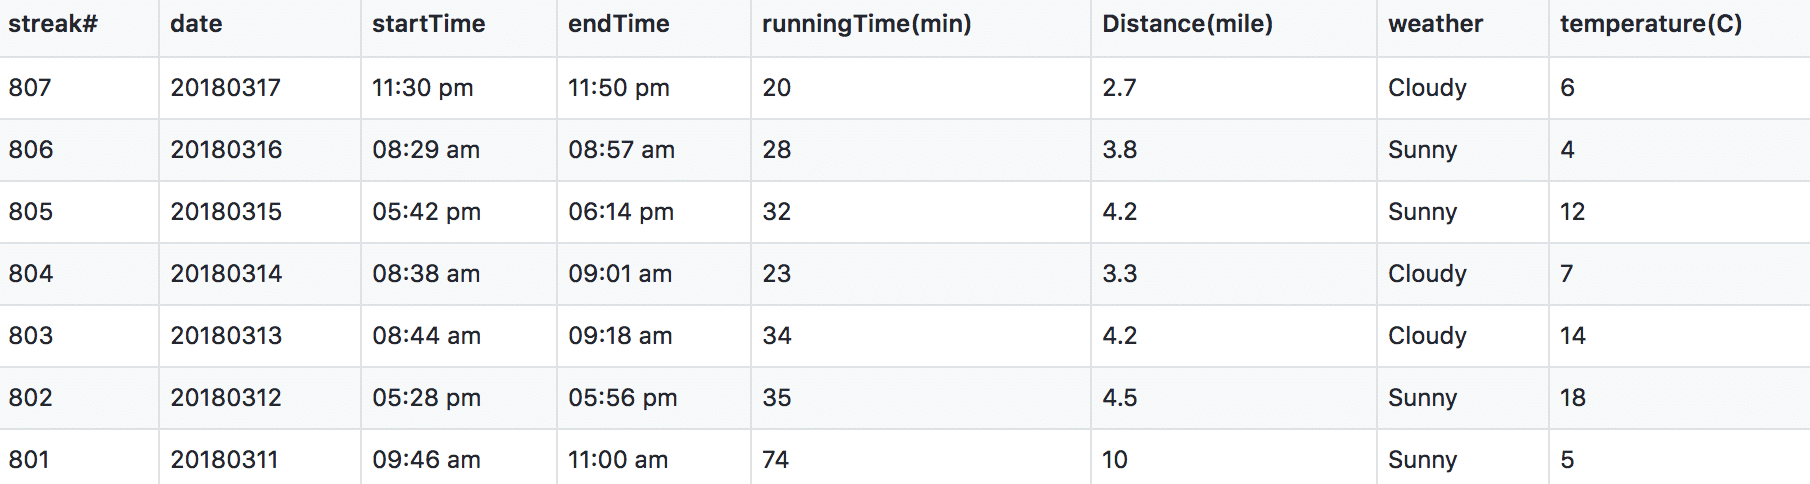 streak# date startTime endTime runningTime(min) Distance(mile) weather temperature(C)
807 20180317 11:30 pm 11:50 pm 20 2.7 Cloudy 6
806 20180316 08:29 am 08:57 am 28 3.8 Sunny 4
805 20180315 05:42 pm 06:14 pm 32 4.2 Sunny 12
804 20180314 08:38 am 09:01 am 23 3.3 Cloudy 7
803 20180313 08:44 am 09:18 am 34 4.2 Cloudy 14
802 20180312 05:28 pm 05:56 pm 35 4.5 Sunny 18
801 20180311 09:46 am 11:00 am 74 10 Sunny 5